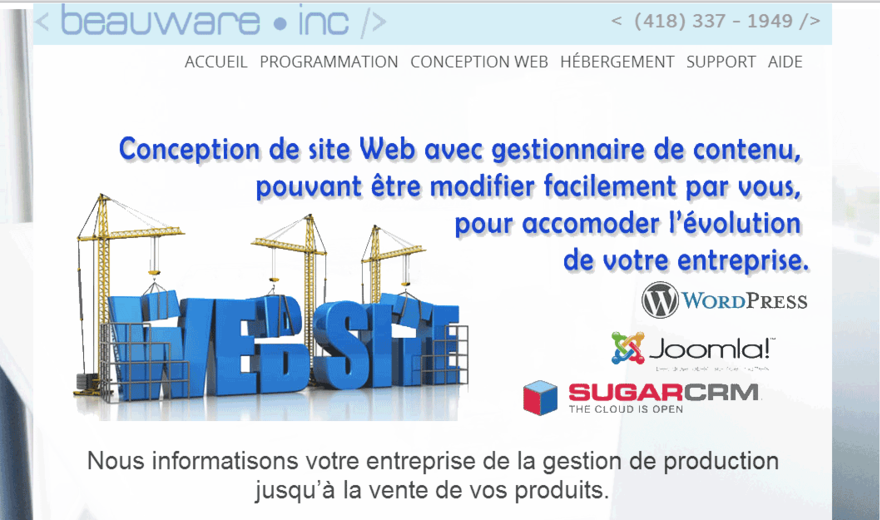 < beauware • inc />
< (418) 337 - 1949 />
ACCUEIL PROGRAMMATION CONCEPTION WEB HÉBERGEMENT SUPPORT AIDE
Conception de site Web avec gestionnaire de contenu,
pouvant être modifier facilement par vous,
pour accomoder l'évolution
de votre entreprise.
WEB SITE
WORDPRESS
Joomla!™
SUGARCRM
THE CLOUD IS OPEN
Nous informatisons votre entreprise de la gestion de production
jusqu'à la vente de vos produits.